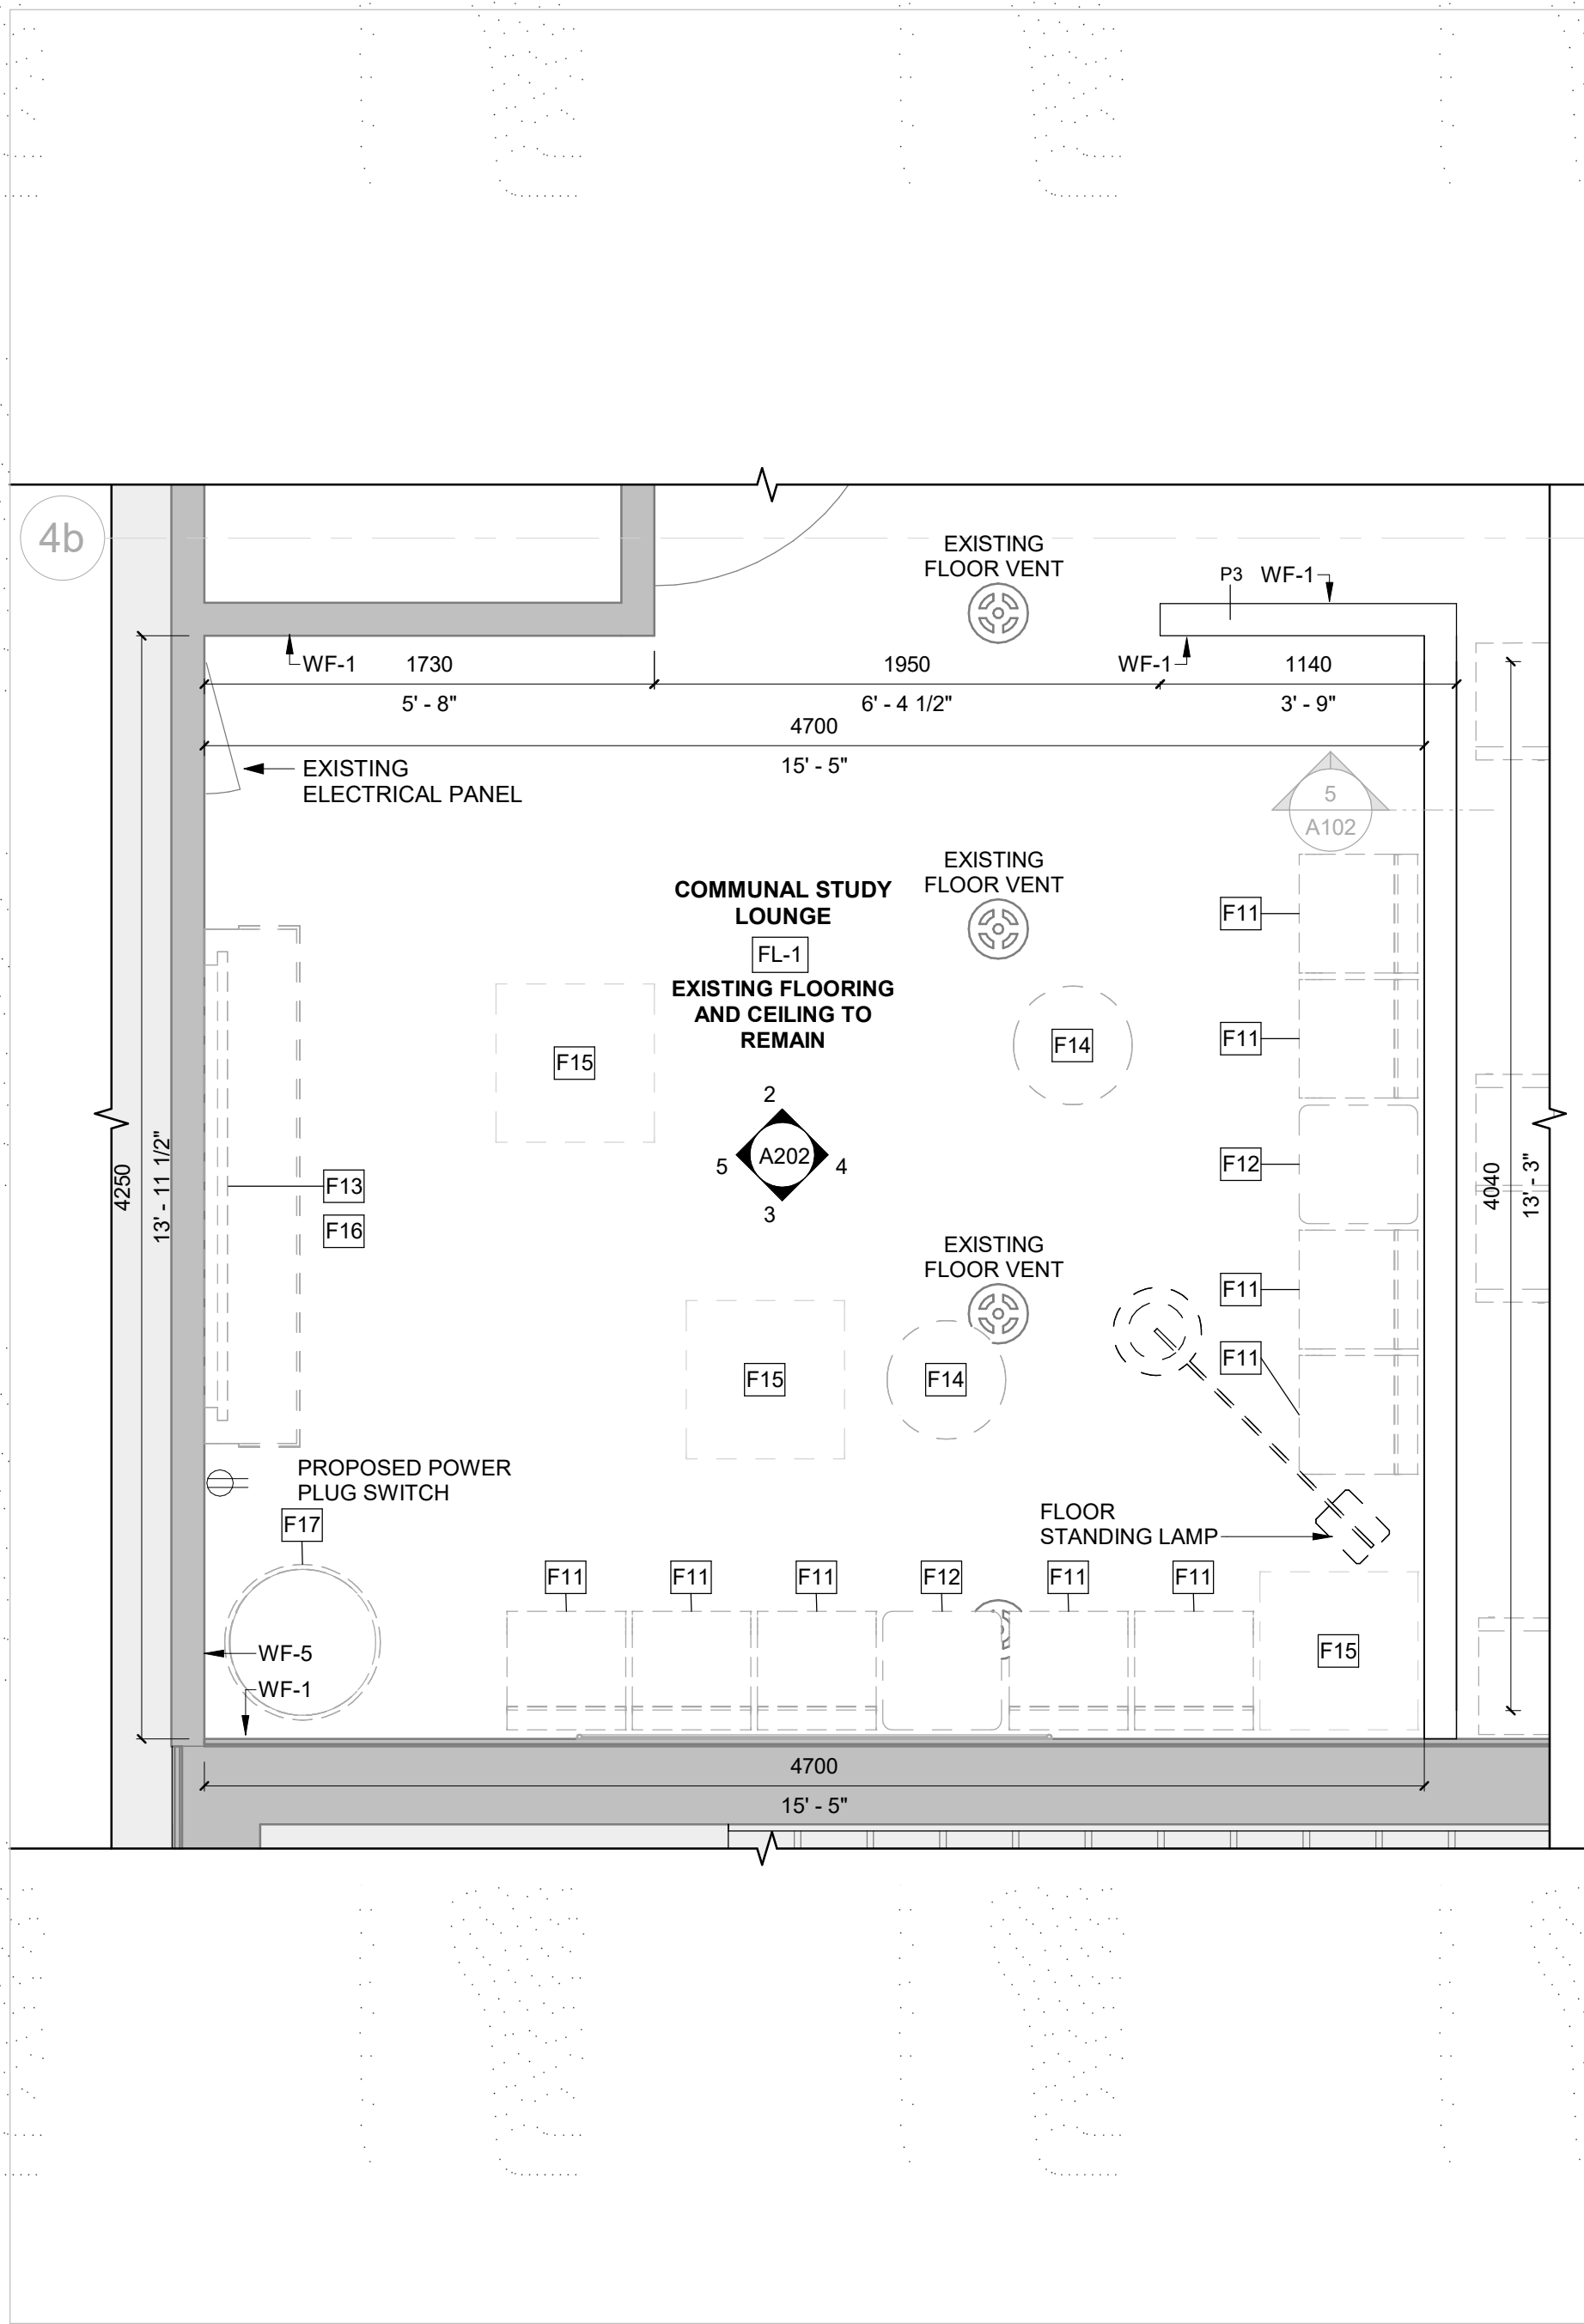 4b
EXISTING
FLOOR VENT
P3
WF-1
WF-1
1730
1950
WF-1
1140
5' - 8"
6' - 4 1/2"
3' - 9"
4700
15' - 5"
EXISTING
ELECTRICAL PANEL
5
A102
EXISTING
FLOOR VENT
COMMUNAL STUDY
LOUNGE
FL-1
EXISTING FLOORING
AND CEILING TO
REMAIN
F11
F11
F14
F15
2
5
A202
4
3
F12
F13
F16
4250
13' - 11 1/2"
4040
13' - 3"
EXISTING
FLOOR VENT
F11
F11
F15
F14
PROPOSED POWER
PLUG SWITCH
F17
FLOOR
STANDING LAMP
F11
F11
F11
F12
F11
F11
F15
WF-5
WF-1
4700
15' - 5"